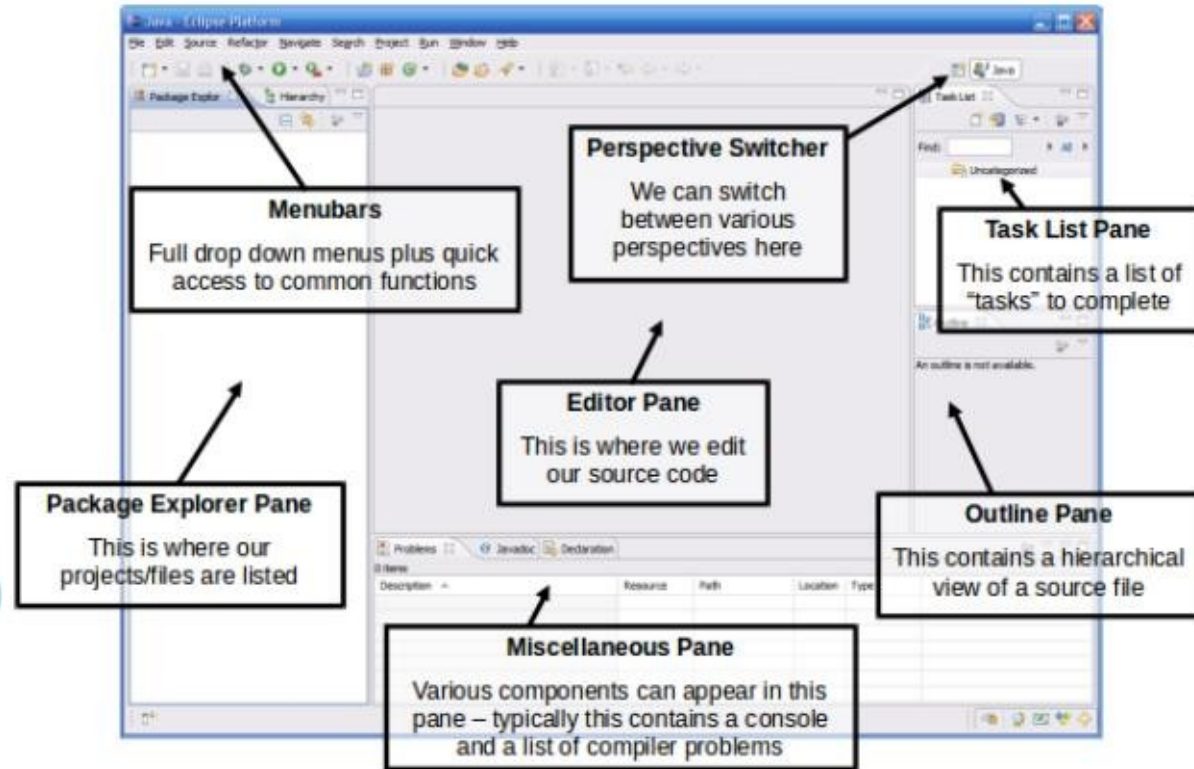 Java - Eclipse Platform
File Edit Source Refactor Navigate Search Project Run Window Help
Java
Package Explor
Hierarchy
Task List
Find:
All
Uncategorized
Perspective Switcher
We can switch
between various
perspectives here
Menubars
Full drop down menus plus quick
access to common functions
Task List Pane
This contains a list of
“tasks” to complete
An outline is not available.
Editor Pane
This is where we edit
our source code
Package Explorer Pane
This is where our
projects/files are listed
Outline Pane
This contains a hierarchical
view of a source file
Problems Javadoc Declaration
0 items
Description Resource Path Location Type
Miscellaneous Pane
Various components can appear in this
pane – typically this contains a console
and a list of compiler problems